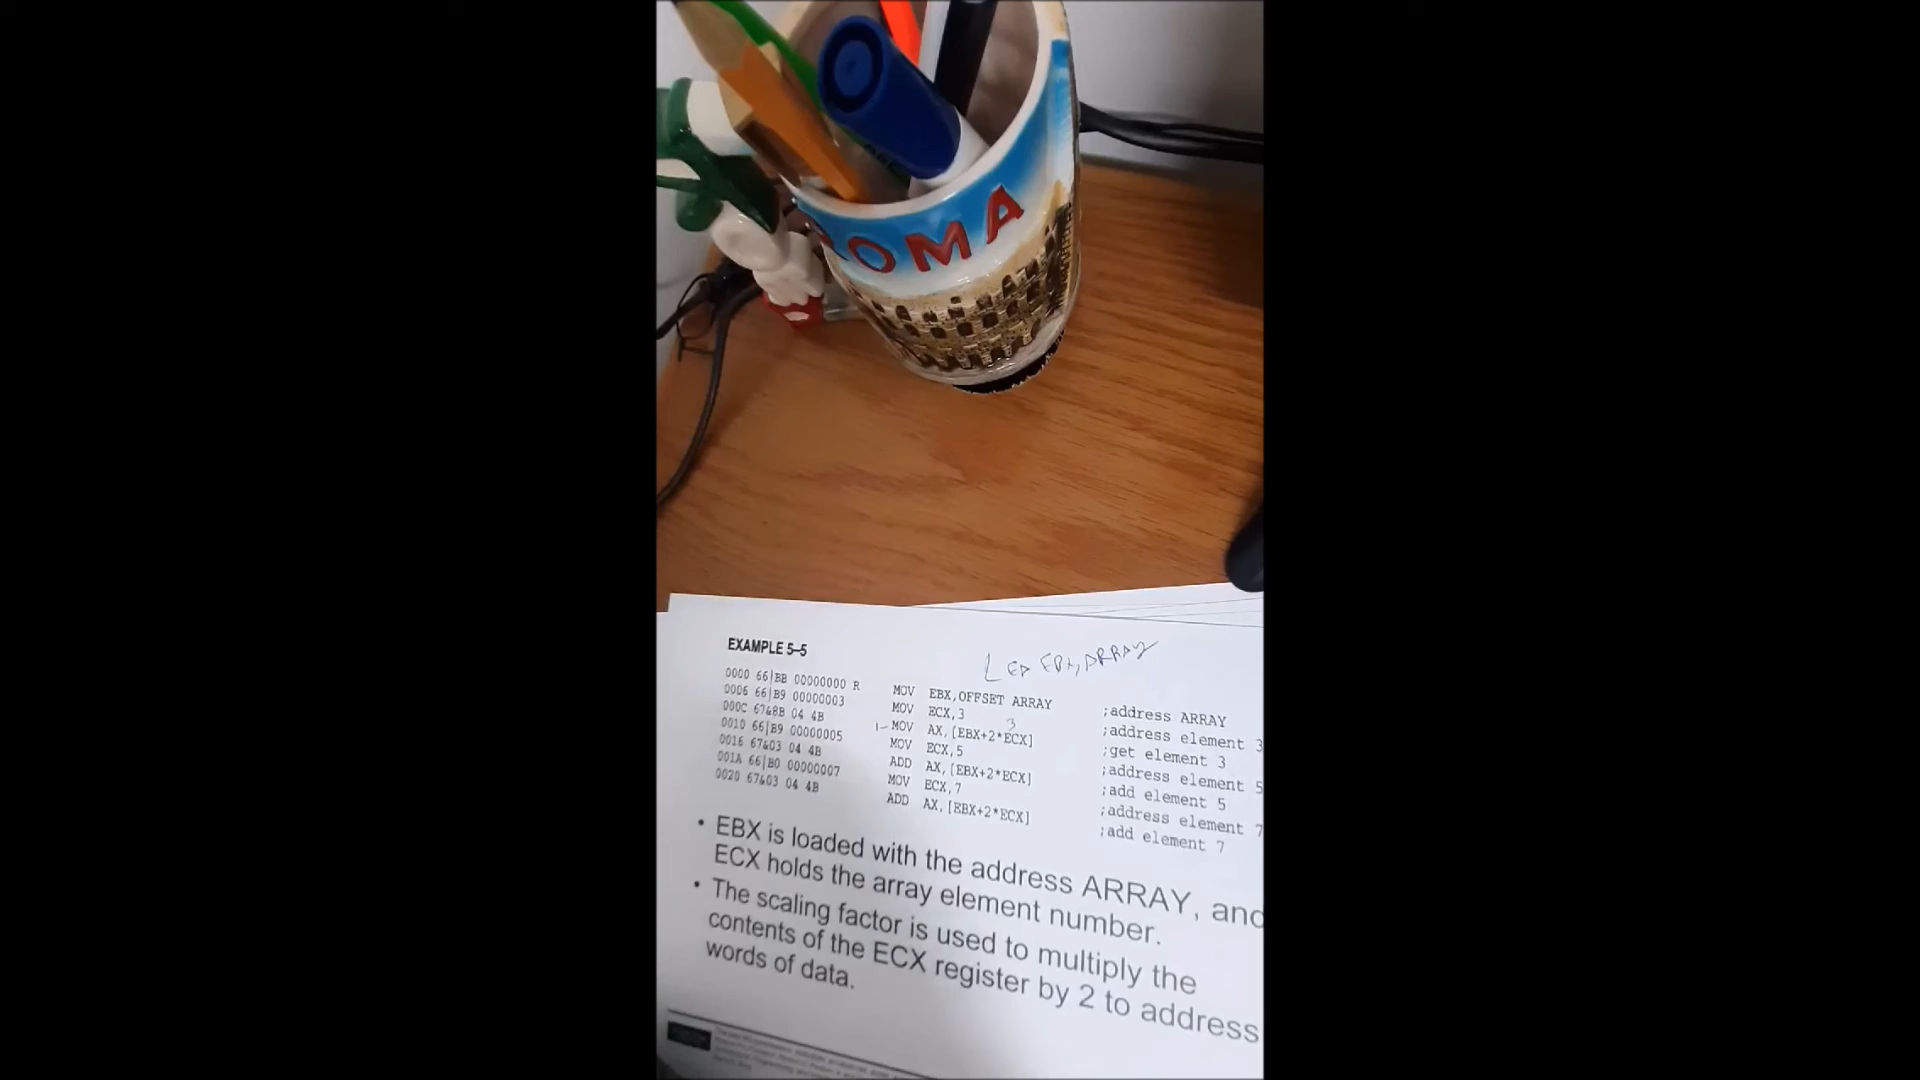 ROMA
EXAMPLE 5–5
LEA EBX, ARRAY
0000 66|BB 00000000 R MOV EBX,OFFSET ARRAY ;address ARRAY
0006 66|B9 00000003 MOV ECX,3 ;address element 3
3
000C 67&8B 04 4B 1- MOV AX,[EBX+2*ECX] ;get element 3
0010 66|B9 00000005 MOV ECX,5 ;address element 5
0016 67&03 04 4B ADD AX,[EBX+2*ECX] ;add element 5
001A 66|B0 00000007 MOV ECX,7 ;address element 7
0020 67&03 04 4B ADD AX,[EBX+2*ECX] ;add element 7
• EBX is loaded with the address ARRAY, and
ECX holds the array element number.
• The scaling factor is used to multiply the
contents of the ECX register by 2 to address
words of data.